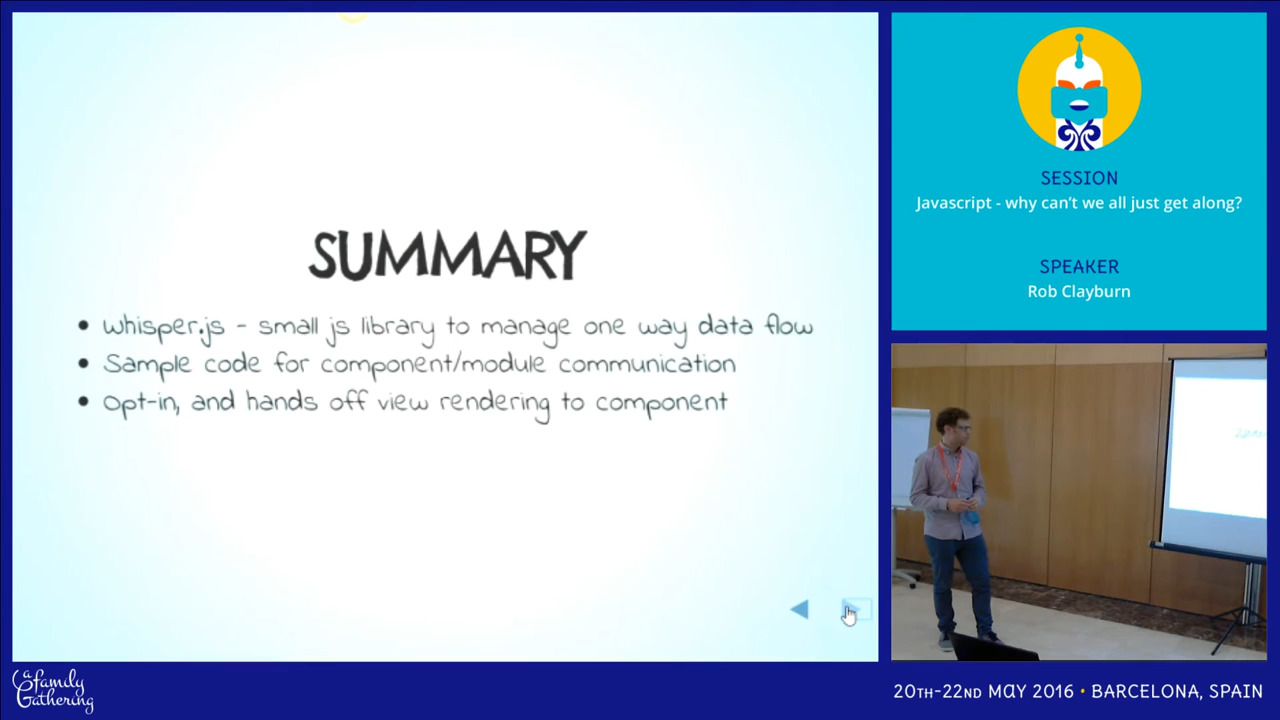 SUMMARY
whisper.js - small js library to manage one way data flow
Sample code for component/module communication
Opt-in, and hands off view rendering to component
SESSION
Javascript - why can't we all just get along?
SPEAKER
Rob Clayburn
a family
Gathering
20TH-22ND MAY 2016 • BARCELONA, SPAIN